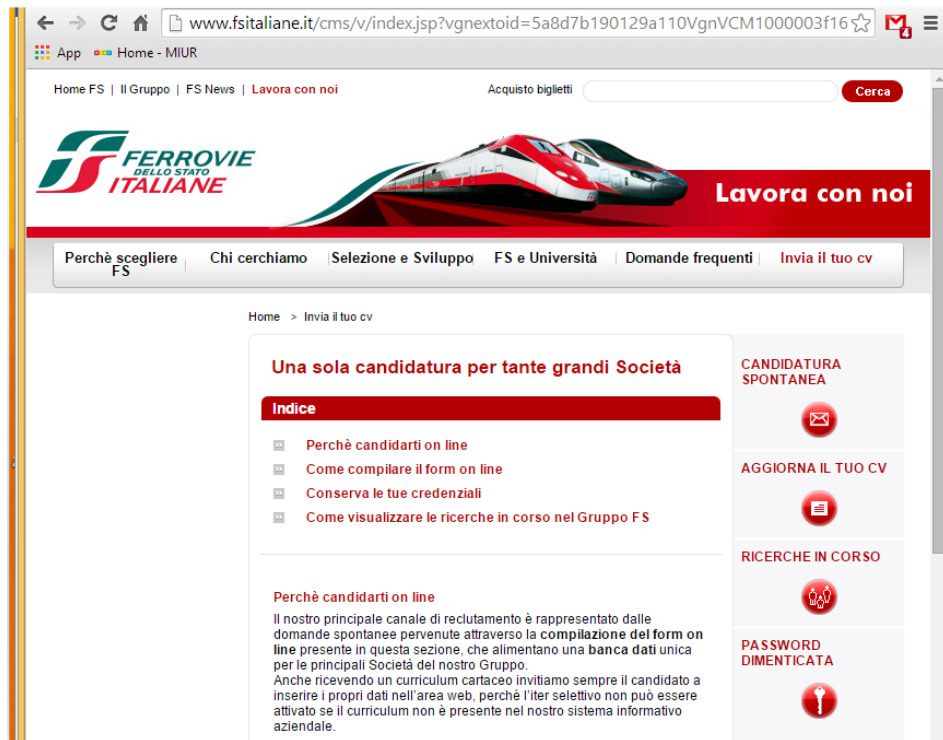 www.fsitaliane.it/cms/v/index.jsp?vgnextoid=5a8d7b190129a110VgnVCM1000003f16
4
App Home - MIUR
Home FS | Il Gruppo | FS News | Lavora con noi
Acquisto biglietti
Cerca
FERROVIE
DELLO STATO
ITALIANE
Lavora con noi
Perchè scegliere FS
Chi cerchiamo
Selezione e Sviluppo
FS e Università
Domande frequenti
Invia il tuo cv
Home > Invia il tuo cv
Una sola candidatura per tante grandi Società
Indice
Perchè candidarti on line
Come compilare il form on line
Conserva le tue credenziali
Come visualizzare le ricerche in corso nel Gruppo FS
Perchè candidarti on line
Il nostro principale canale di reclutamento è rappresentato dalle
domande spontanee pervenute attraverso la compilazione del form on
line presente in questa sezione, che alimentano una banca dati unica
per le principali Società del nostro Gruppo.
Anche ricevendo un curriculum cartaceo invitiamo sempre il candidato a
inserire i propri dati nell'area web, perché l'iter selettivo non può essere
attivato se il curriculum non è presente nel nostro sistema informativo
aziendale.
CANDIDATURA
SPONTANEA
AGGIORNA IL TUO CV
RICERCHE IN CORSO
PASSWORD
DIMENTICATA